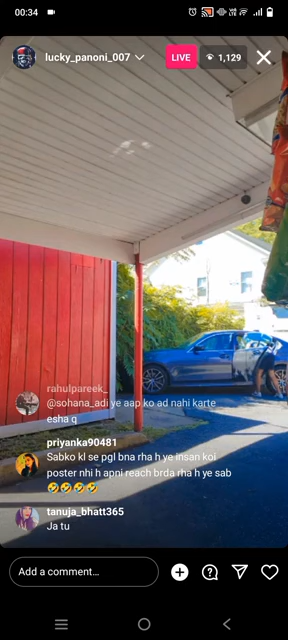 00:34
lucky_panoni_007
LIVE
1,129
rahulpareek_
@sohana_adi ye aap ko ad nahi karte
esha q
priyanka90481
Sabko kl se pgl bna rha h ye insan koi
poster nhi h apni reach brda rha h ye sab
🤣🤣🤣🤣
tanuja_bhatt365
Ja tu
Add a comment...